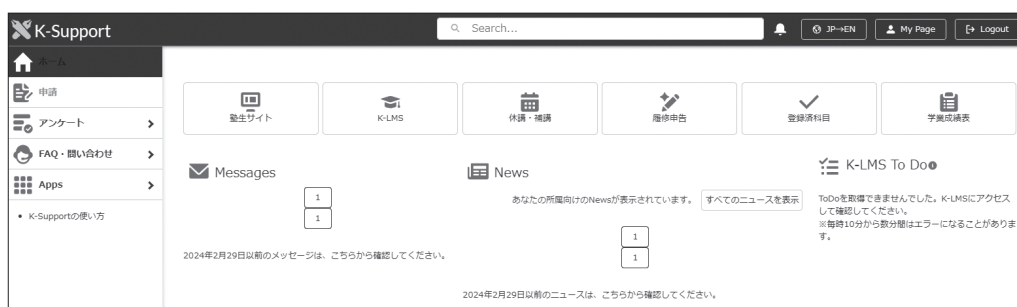 K-Support
Search...
JP→EN
My Page
Logout
ホーム
申請
アンケート
FAQ・問い合わせ
Apps
K-Supportの使い方
塾生サイト
K-LMS
休講・補講
履修申告
登録済科目
学業成績表
Messages
1
1
2024年2月29日以前のメッセージは、こちらから確認してください。
News
あなたの所属向けのNewsが表示されています。
すべてのニュースを表示
1
1
2024年2月29日以前のニュースは、こちらから確認してください。
K-LMS To Do
ToDoを取得できませんでした。K-LMSにアクセス
して確認してください。
※毎時10分から数分間はエラーになることがありま
す。